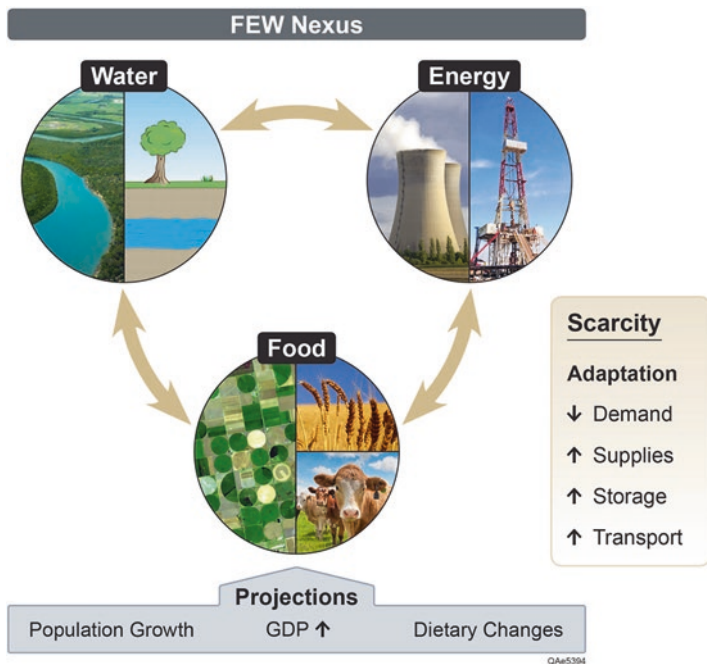 FEW Nexus
Water
Energy
Food
Scarcity
Adaptation
↓ Demand
↑ Supplies
↑ Storage
↑ Transport
Projections
Population Growth GDP ↑ Dietary Changes
QAe5394